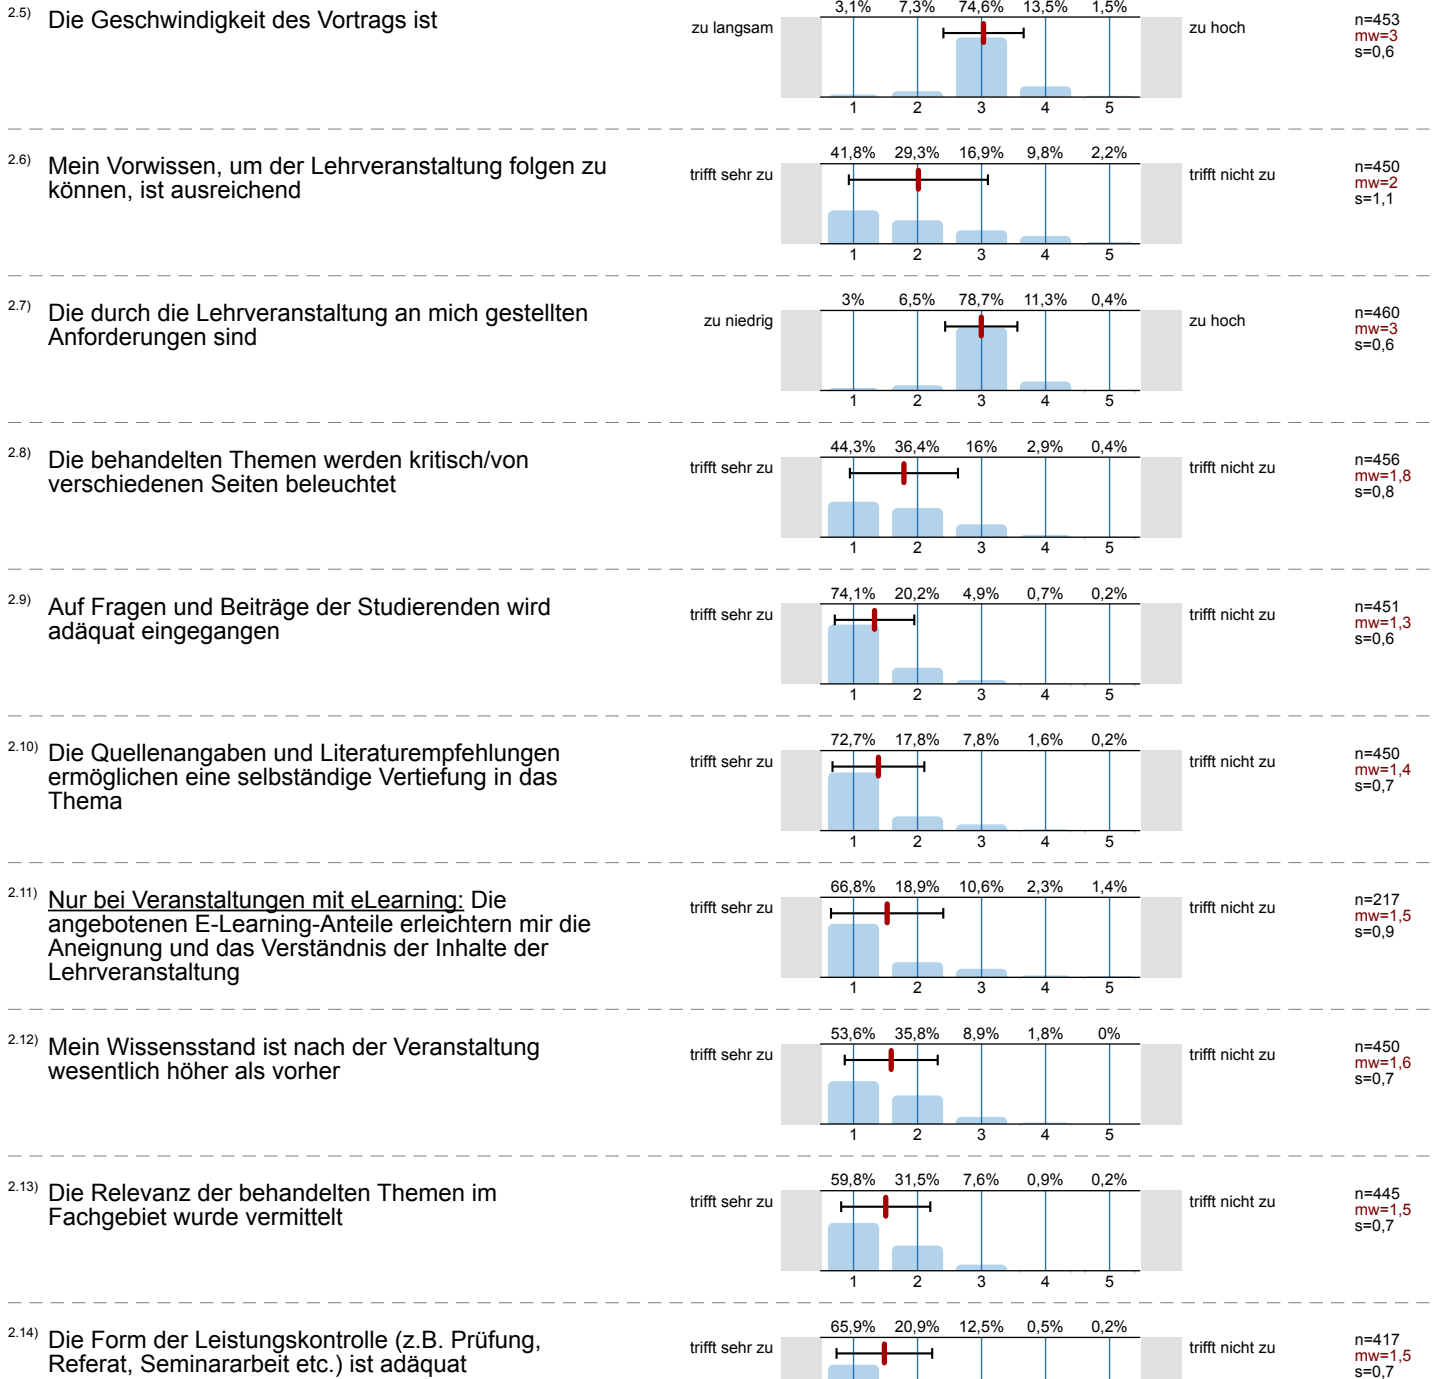 2.5) Die Geschwindigkeit des Vortrags ist
zu langsam
3,1% 7,3% 74,6% 13,5% 1,5%
1 2 3 4 5
zu hoch
n=453
mw=3
s=0,6
2.6) Mein Vorwissen, um der Lehrveranstaltung folgen zu
können, ist ausreichend
trifft sehr zu
41,8% 29,3% 16,9% 9,8% 2,2%
1 2 3 4 5
trifft nicht zu
n=450
mw=2
s=1,1
2.7) Die durch die Lehrveranstaltung an mich gestellten
Anforderungen sind
zu niedrig
3% 6,5% 78,7% 11,3% 0,4%
1 2 3 4 5
zu hoch
n=460
mw=3
s=0,6
2.8) Die behandelten Themen werden kritisch/von
verschiedenen Seiten beleuchtet
trifft sehr zu
44,3% 36,4% 16% 2,9% 0,4%
1 2 3 4 5
trifft nicht zu
n=456
mw=1,8
s=0,8
2.9) Auf Fragen und Beiträge der Studierenden wird
adäquat eingegangen
trifft sehr zu
74,1% 20,2% 4,9% 0,7% 0,2%
1 2 3 4 5
trifft nicht zu
n=451
mw=1,3
s=0,6
2.10) Die Quellenangaben und Literaturempfehlungen
ermöglichen eine selbständige Vertiefung in das
Thema
trifft sehr zu
72,7% 17,8% 7,8% 1,6% 0,2%
1 2 3 4 5
trifft nicht zu
n=450
mw=1,4
s=0,7
2.11) Nur bei Veranstaltungen mit eLearning: Die
angebotenen E-Learning-Anteile erleichtern mir die
Aneignung und das Verständnis der Inhalte der
Lehrveranstaltung
trifft sehr zu
66,8% 18,9% 10,6% 2,3% 1,4%
1 2 3 4 5
trifft nicht zu
n=217
mw=1,5
s=0,9
2.12) Mein Wissensstand ist nach der Veranstaltung
wesentlich höher als vorher
trifft sehr zu
53,6% 35,8% 8,9% 1,8% 0%
1 2 3 4 5
trifft nicht zu
n=450
mw=1,6
s=0,7
2.13) Die Relevanz der behandelten Themen im
Fachgebiet wurde vermittelt
trifft sehr zu
59,8% 31,5% 7,6% 0,9% 0,2%
1 2 3 4 5
trifft nicht zu
n=445
mw=1,5
s=0,7
2.14) Die Form der Leistungskontrolle (z.B. Prüfung,
Referat, Seminararbeit etc.) ist adäquat
trifft sehr zu
65,9% 20,9% 12,5% 0,5% 0,2%
trifft nicht zu
n=417
mw=1,5
s=0,7